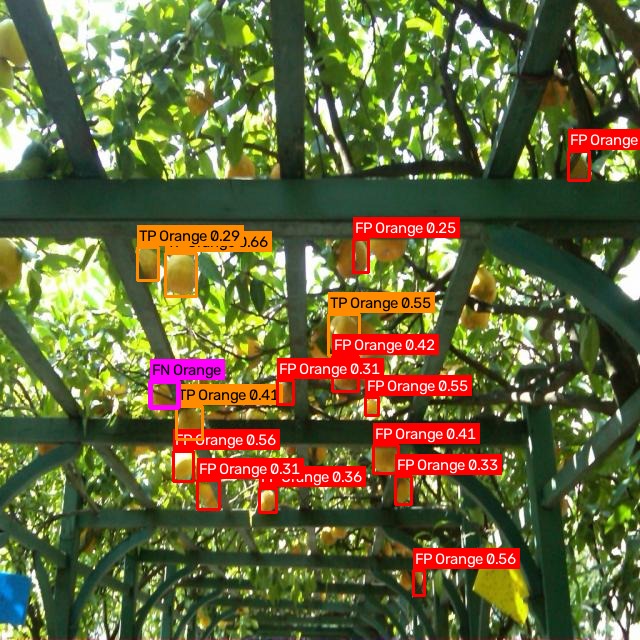 FP Orange
TP Orange 0.29
0.66
FP Orange 0.25
TP Orange 0.55
FP Orange 0.42
FN Orange
FP Orange 0.31
TP Orange 0.41
FP Orange 0.55
FP Orange 0.56
FP Orange 0.41
FP Orange 0.31
Orange 0.36
FP Orange 0.33
FP Orange 0.56